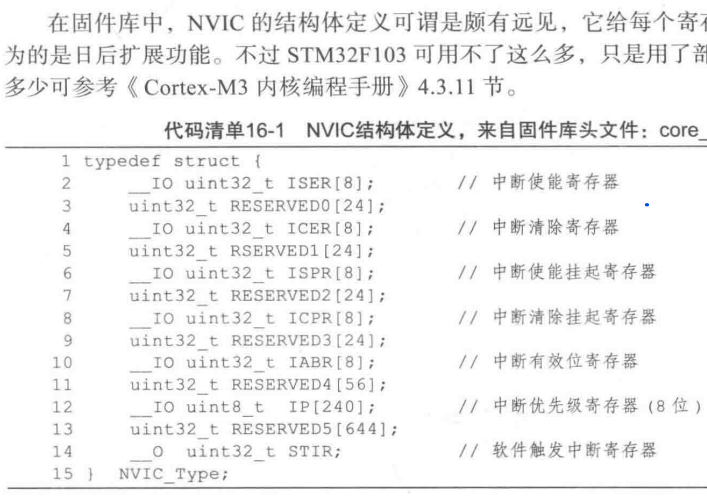 在固件库中，NVIC 的结构体定义可谓是颇有远见，它给每个寄存
为的是日后扩展功能。不过 STM32F103 可用不了这么多，只是用了部
多少可参考《Cortex-M3 内核编程手册》4.3.11 节。
代码清单16-1 NVIC结构体定义，来自固件库头文件：core_
1 typedef struct {
2 __IO uint32_t ISER[8]; // 中断使能寄存器
3 uint32_t RESERVED0[24];
4 __IO uint32_t ICER[8]; // 中断清除寄存器
5 uint32_t RSERVED1[24];
6 __IO uint32_t ISPR[8]; // 中断使能挂起寄存器
7 uint32_t RESERVED2[24];
8 __IO uint32_t ICPR[8]; // 中断清除挂起寄存器
9 uint32_t RESERVED3[24];
10 __IO uint32_t IABR[8]; // 中断有效位寄存器
11 uint32_t RESERVED4[56];
12 __IO uint8_t IP[240]; // 中断优先级寄存器 (8 位)
13 uint32_t RESERVED5[644];
14 __O uint32_t STIR; // 软件触发中断寄存器
15 } NVIC_Type;